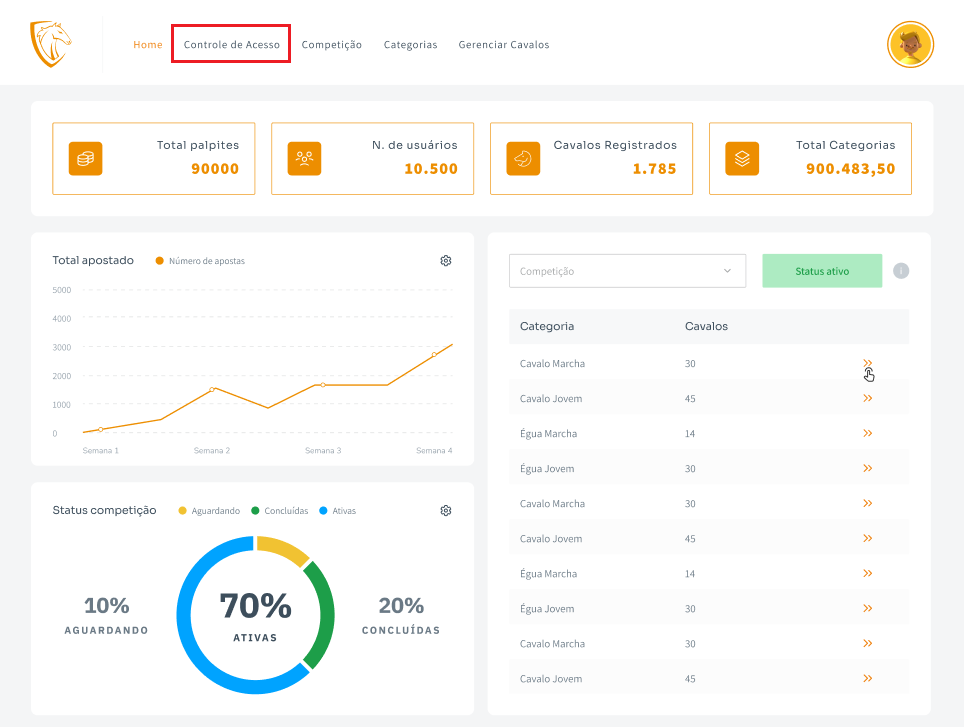 Home Controle de Acesso Competição Categorias Gerenciar Cavalos
Total palpites
90000
N. de usuários
10.500
Cavalos Registrados
1.785
Total Categorias
900.483,50
Total apostado Número de apostas
5000
4000
3000
2000
1000
0
Semana 1 Semana 2 Semana 3 Semana 4
Status competição Aguardando Concluídas Ativas
10%
AGUARDANDO
70%
ATIVAS
20%
CONCLUÍDAS
Competição Status ativo i
Categoria Cavalos
Cavalo Marcha 30
Cavalo Jovem 45
Égua Marcha 14
Égua Jovem 30
Cavalo Marcha 30
Cavalo Jovem 45
Égua Marcha 14
Égua Jovem 30
Cavalo Marcha 30
Cavalo Jovem 45